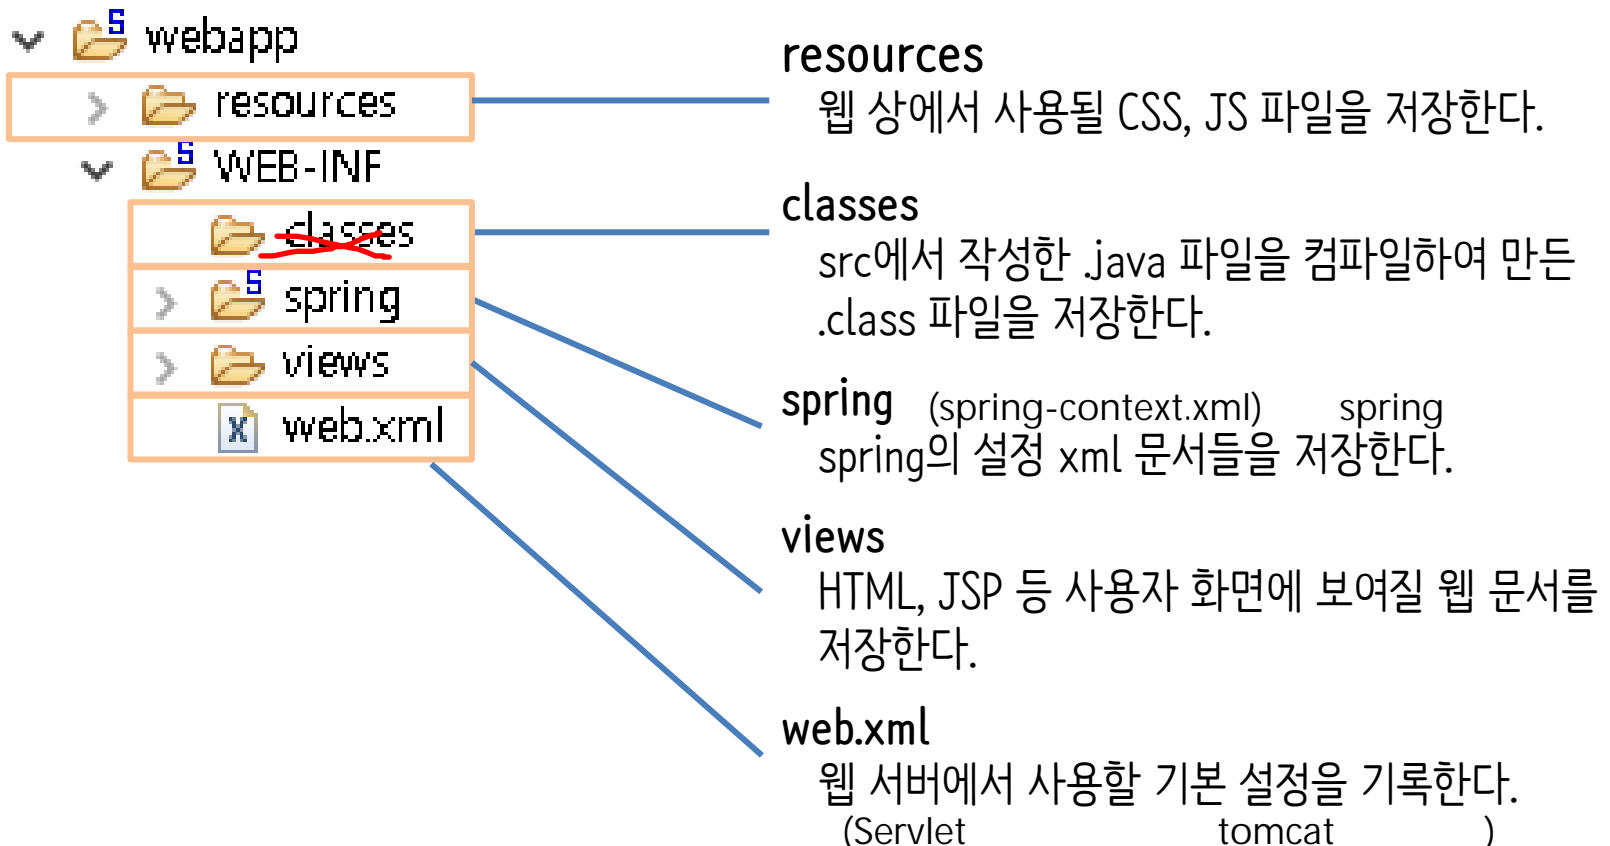 webapp
resources
WEB-INF
classes
spring
views
web.xml
resources
웹 상에서 사용될 CSS, JS 파일을 저장한다.
classes
src에서 작성한 .java 파일을 컴파일하여 만든
.class 파일을 저장한다.
spring (spring-context.xml) spring
spring의 설정 xml 문서들을 저장한다.
views
HTML, JSP 등 사용자 화면에 보여질 웹 문서를
저장한다.
web.xml
웹 서버에서 사용할 기본 설정을 기록한다.
(Servlet tomcat )